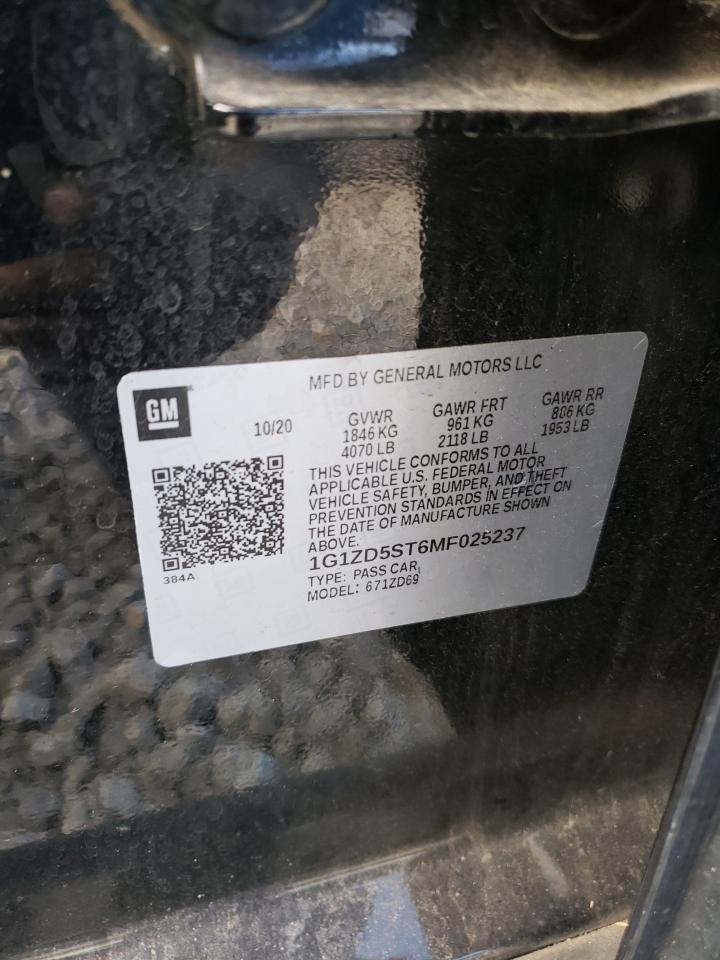 MFD BY GENERAL MOTORS LLC
GM
10/20
GVWR
1846 KG
4070 LB
GAWR FRT
961 KG
2118 LB
GAWR RR
886 KG
1953 LB
THIS VEHICLE CONFORMS TO ALL
APPLICABLE U.S. FEDERAL MOTOR
VEHICLE SAFETY, BUMPER, AND THEFT
PREVENTION STANDARDS IN EFFECT ON
THE DATE OF MANUFACTURE SHOWN
ABOVE.
1G1ZD5ST6MF025237
TYPE: PASS CAR
MODEL: 671ZD69
384A